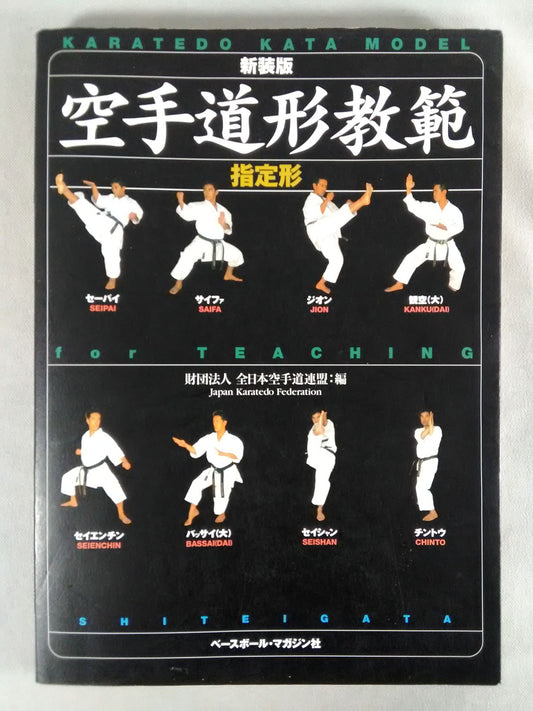 KARATEDO KATA MODEL
新装版
空手道形教範
指定形
セーパイ
SEIPAI
サイファ
SAIFA
ジオン
JION
観空(大)
KANKU(DAI)
for TEACHING
財団法人 全日本空手道連盟:編
Japan Karatedo Federation
セイエンチン
SEIENCHIN
バッサイ(大)
BASSAI(DAI)
セイシャン
SEISHAN
チントウ
CHINTO
SHITEIGATA
ベースボール・マガジン社